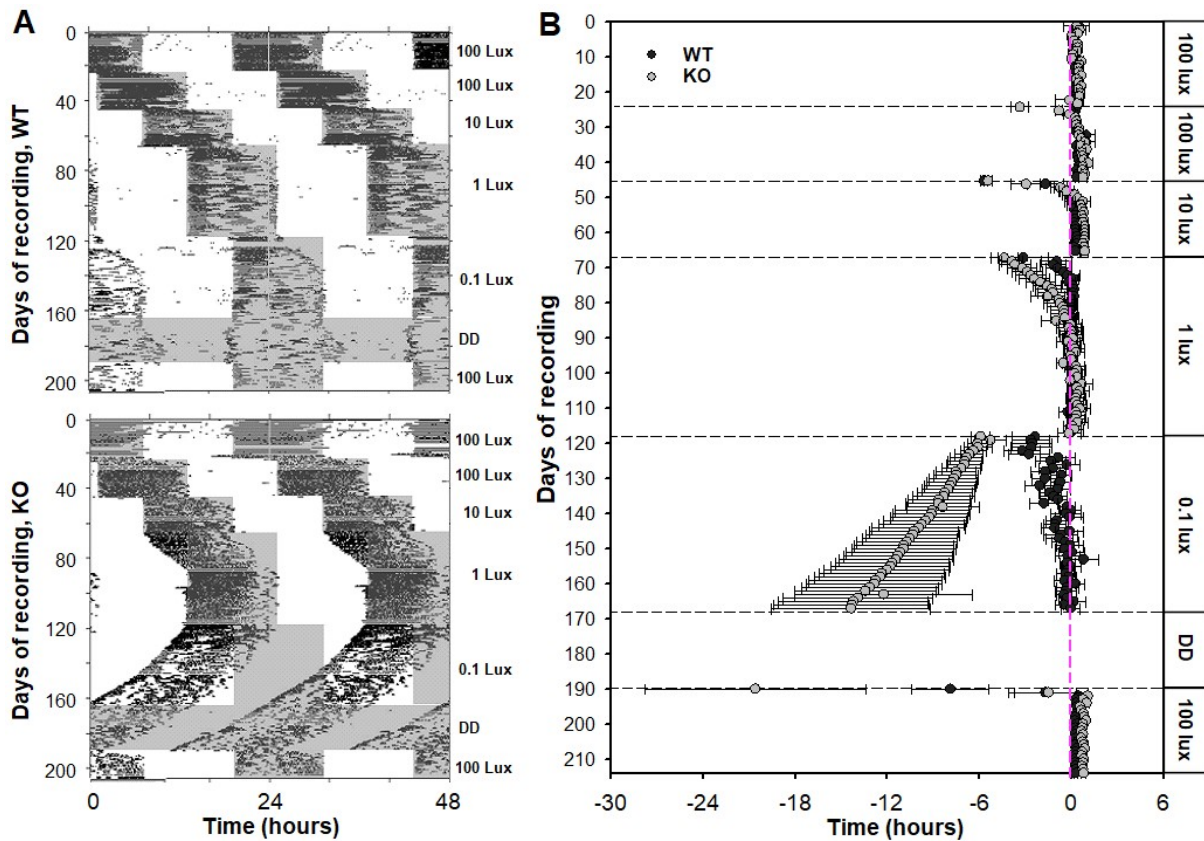 A
Days of recording, WT
0
40
80
120
160
200
100 Lux
100 Lux
10 Lux
1 Lux
0.1 Lux
DD
100 Lux
Days of recording, KO
0
40
80
120
160
200
100 Lux
100 Lux
10 Lux
1 Lux
0.1 Lux
DD
100 Lux
0
24
48
Time (hours)
B
WT
KO
Days of recording
0
10
20
30
40
50
60
70
80
90
100
110
120
130
140
150
160
170
180
190
200
210
100 lux
100 lux
10 lux
1 lux
0.1 lux
DD
100 lux
-30
-24
-18
-12
-6
0
6
Time (hours)